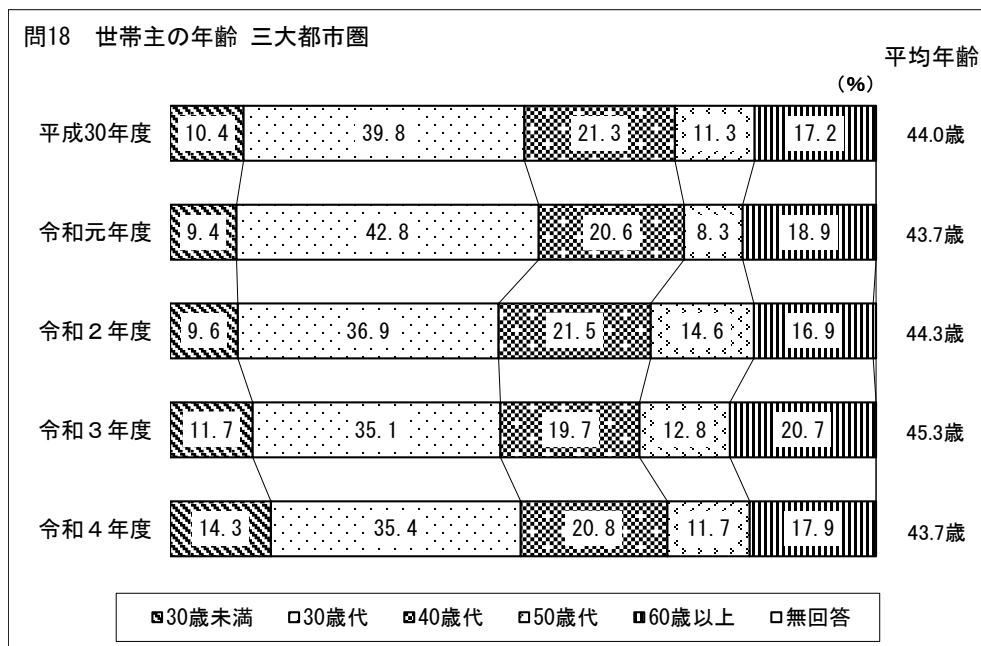 問18 世帯主の年齢 三大都市圏
平均年齢
(%)
平成30年度 10.4 39.8 21.3 11.3 17.2 44.0歳
令和元年度 9.4 42.8 20.6 8.3 18.9 43.7歳
令和2年度 9.6 36.9 21.5 14.6 16.9 44.3歳
令和3年度 11.7 35.1 19.7 12.8 20.7 45.3歳
令和4年度 14.3 35.4 20.8 11.7 17.9 43.7歳
30歳未満 30歳代 40歳代 50歳代 60歳以上 無回答